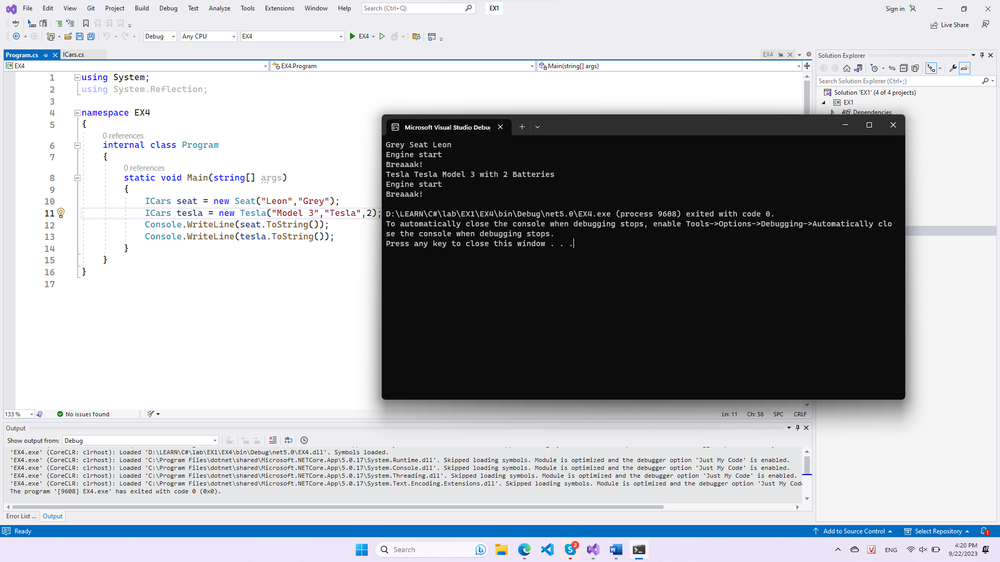 File Edit View Git Project Build Debug Test Analyze Tools Extensions Window Help Search (Ctrl+Q) EX1 Sign in
Live Share
Debug Any CPU EX4 EX4
Program.cs ICars.cs EX4
EX4 EX4.Program Main(string[] args)
1 using System;
2 using System.Reflection;
3
4 namespace EX4
5 {
0 references
6 internal class Program
7 {
0 references
8 static void Main(string[] args)
9 {
10 ICars seat = new Seat("Leon","Grey");
11 ICars tesla = new Tesla("Model 3","Tesla",2);
12 Console.WriteLine(seat.ToString());
13 Console.WriteLine(tesla.ToString());
14 }
15 }
16 }
17
Solution Explorer
Search Solution Explorer (Ctrl+;)
Solution 'EX1' (4 of 4 projects)
EX1
Dependencies
Microsoft Visual Studio Debug
Grey Seat Leon
Engine start
Breaaak!
Tesla Tesla Model 3 with 2 Batteries
Engine start
Breaaak!
D:\LEARN\C#\lab\EX1\EX4\bin\Debug\net5.0\EX4.exe (process 9608) exited with code 0.
To automatically close the console when debugging stops, enable Tools->Options->Debugging->Automatically clo
se the console when debugging stops.
Press any key to close this window . . .
133 % No issues found Ln: 11 Ch: 58 SPC CRLF
Output
Show output from: Debug
'EX4.exe' (CoreCLR: clrhost): Loaded 'D:\LEARN\C#\lab\EX1\EX4\bin\Debug\net5.0\EX4.dll'. Symbols loaded.
'EX4.exe' (CoreCLR: clrhost): Loaded 'C:\Program Files\dotnet\shared\Microsoft.NETCore.App\5.0.17\System.Runtime.dll'. Skipped loading symbols. Module is optimized and the debugger option 'Just My Code' is enabled.
'EX4.exe' (CoreCLR: clrhost): Loaded 'C:\Program Files\dotnet\shared\Microsoft.NETCore.App\5.0.17\System.Console.dll'. Skipped loading symbols. Module is optimized and the debugger option 'Just My Code' is enabled.
'EX4.exe' (CoreCLR: clrhost): Loaded 'C:\Program Files\dotnet\shared\Microsoft.NETCore.App\5.0.17\System.Threading.dll'. Skipped loading symbols. Module is optimized and the debugger option 'Just My Code' is enabled.
'EX4.exe' (CoreCLR: clrhost): Loaded 'C:\Program Files\dotnet\shared\Microsoft.NETCore.App\5.0.17\System.Text.Encoding.Extensions.dll'. Skipped loading symbols. Module is optimized and the debugger option 'Just My Code
The program '[9608] EX4.exe' has exited with code 0 (0x0).
Error List ... Output
Ready Add to Source Control Select Repository 1
Search 2 ENG 4:20 PM
9/22/2023